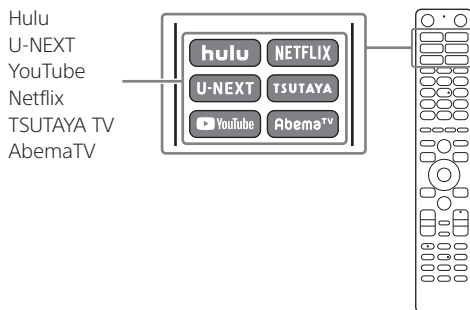 Hulu
U-NEXT
YouTube
Netflix
TSUTAYA TV
AbemaTV
hulu NETFLIX
U-NEXT TSUTAYA
YouTube AbemaTV